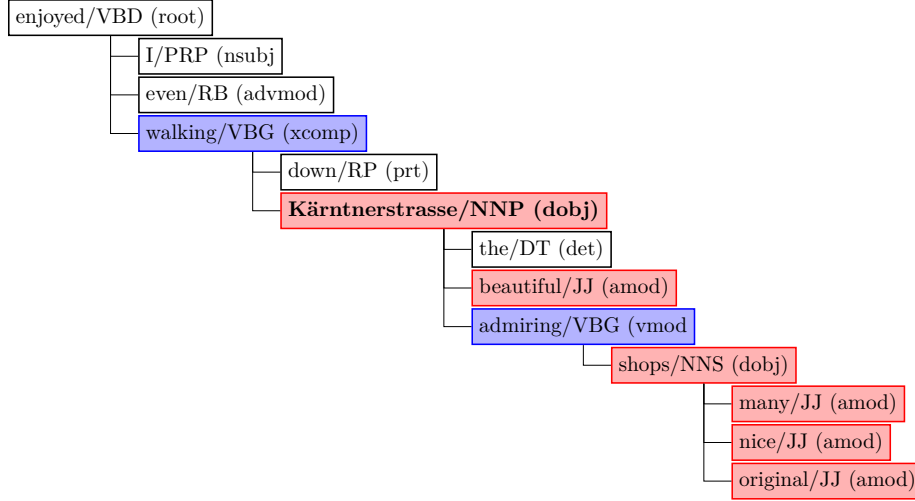 enjoyed/VBD (root)
I/PRP (nsubj
even/RB (advmod)
walking/VBG (xcomp)
down/RP (prt)
Kärntnerstrasse/NNP (dobj)
the/DT (det)
beautiful/JJ (amod)
admiring/VBG (vmod
shops/NNS (dobj)
many/JJ (amod)
nice/JJ (amod)
original/JJ (amod)